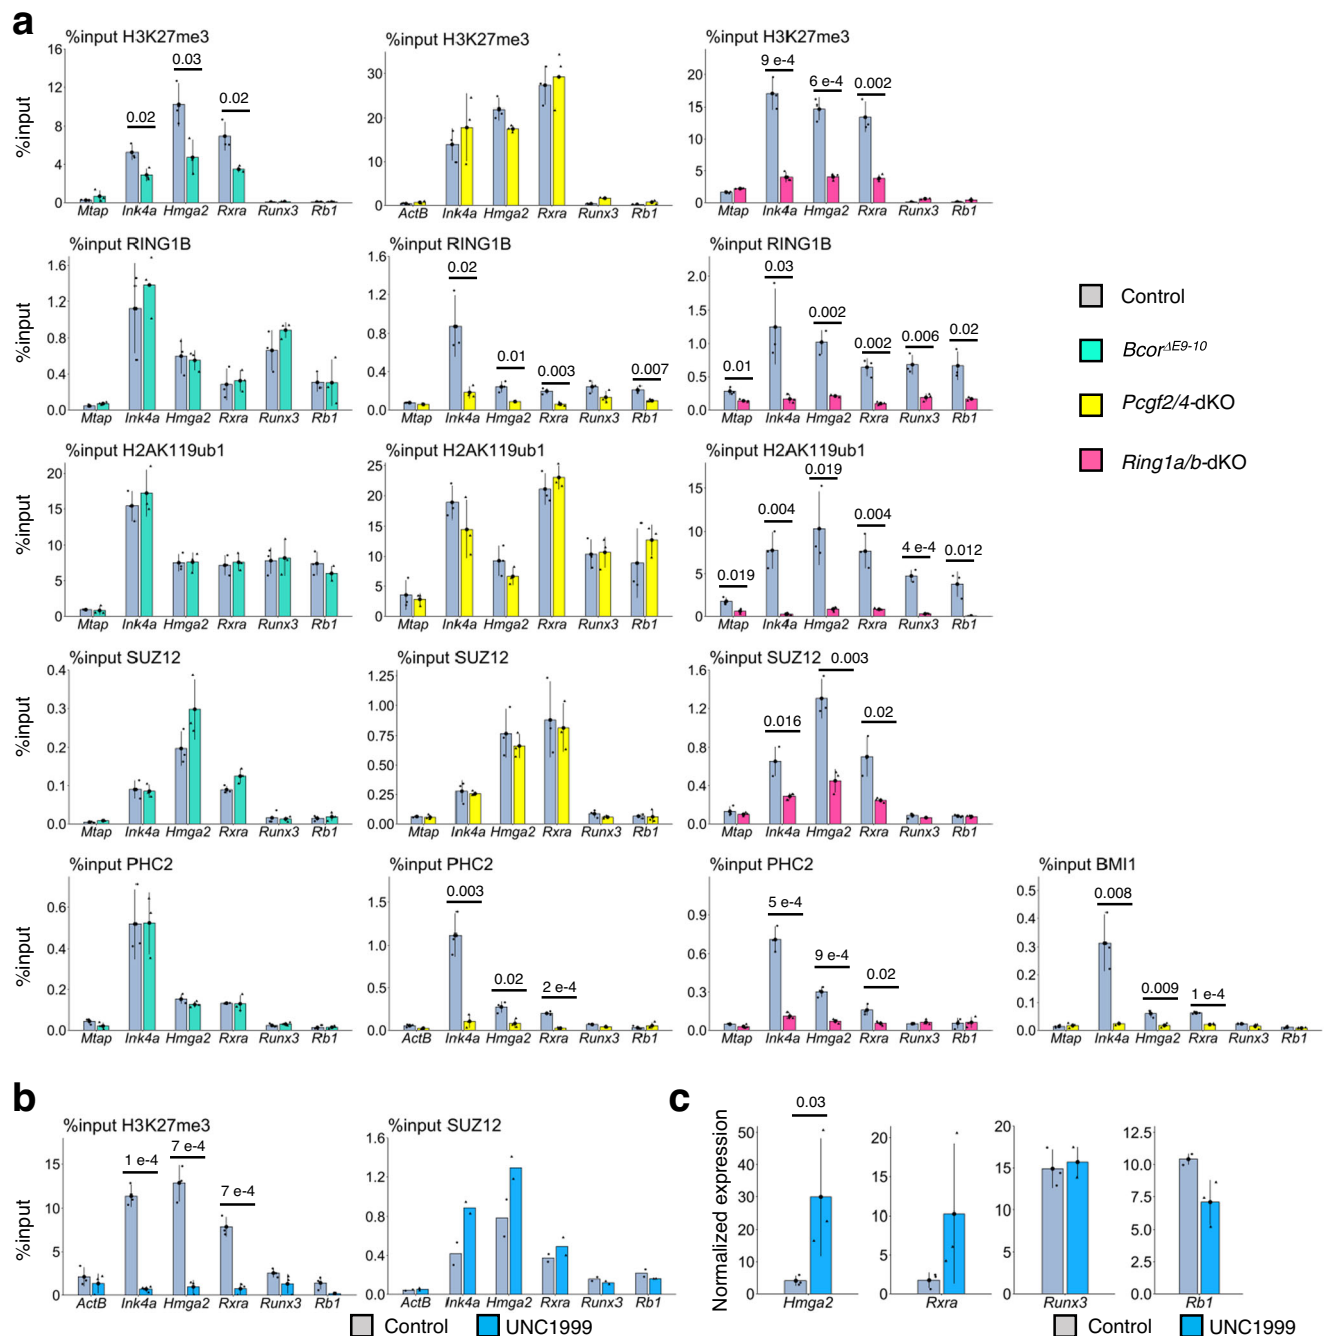 a
%input H3K27me3
%input
16
12
8
4
0
0.02
0.03
0.02
Mtap Ink4a Hmga2 Rxra Runx3 Rb1
%input H3K27me3
30
20
10
0
ActB Ink4a Hmga2 Rxra Runx3 Rb1
%input H3K27me3
20
15
10
5
0
9 e-4
6 e-4
0.002
Mtap Ink4a Hmga2 Rxra Runx3 Rb1
%input RING1B
%input
1.6
1.2
0.8
0.4
0.0
Mtap Ink4a Hmga2 Rxra Runx3 Rb1
%input RING1B
1.6
1.2
0.8
0.4
0.0
0.02
0.01
0.003
0.007
Mtap Ink4a Hmga2 Rxra Runx3 Rb1
%input RING1B
2.0
1.5
1.0
0.5
0.0
0.01
0.03
0.002
0.002
0.006
0.02
Mtap Ink4a Hmga2 Rxra Runx3 Rb1
Control
BcorΔE9-10
Pcgf2/4-dKO
Ring1a/b-dKO
%input H2AK119ub1
%input
20
15
10
5
0
Mtap Ink4a Hmga2 Rxra Runx3 Rb1
%input H2AK119ub1
25
20
15
10
5
0
Mtap Ink4a Hmga2 Rxra Runx3 Rb1
%input H2AK119ub1
15
10
5
0
0.019
0.004
0.019
0.004
4 e-4
0.012
Mtap Ink4a Hmga2 Rxra Runx3 Rb1
%input SUZ12
%input
0.4
0.3
0.2
0.1
0.0
Mtap Ink4a Hmga2 Rxra Runx3 Rb1
%input SUZ12
1.25
1.00
0.75
0.50
0.25
0.00
Mtap Ink4a Hmga2 Rxra Runx3 Rb1
%input SUZ12
1.6
1.2
0.8
0.4
0.0
0.016
0.003
0.02
Mtap Ink4a Hmga2 Rxra Runx3 Rb1
%input PHC2
%input
0.6
0.4
0.2
0.0
Mtap Ink4a Hmga2 Rxra Runx3 Rb1
%input PHC2
1.5
1.0
0.5
0.0
0.003
0.02
2 e-4
ActB Ink4a Hmga2 Rxra Runx3 Rb1
%input PHC2
0.9
0.6
0.3
0.0
5 e-4
9 e-4
0.02
Mtap Ink4a Hmga2 Rxra Runx3 Rb1
%input BMI1
0.5
0.4
0.3
0.2
0.1
0.0
0.008
0.009
1 e-4
Mtap Ink4a Hmga2 Rxra Runx3 Rb1
b
%input H3K27me3
%input
15
10
5
0
1 e-4
7 e-4
7 e-4
ActB Ink4a Hmga2 Rxra Runx3 Rb1
%input SUZ12
1.6
1.2
0.8
0.4
0.0
ActB Ink4a Hmga2 Rxra Runx3 Rb1
Control UNC1999
c
Normalized expression
50
40
30
20
10
0
0.03
Hmga2
20
15
10
5
0
Rxra
20
15
10
5
0
Runx3
12.5
10.0
7.5
5.0
2.5
0.0
Rb1
Control UNC1999